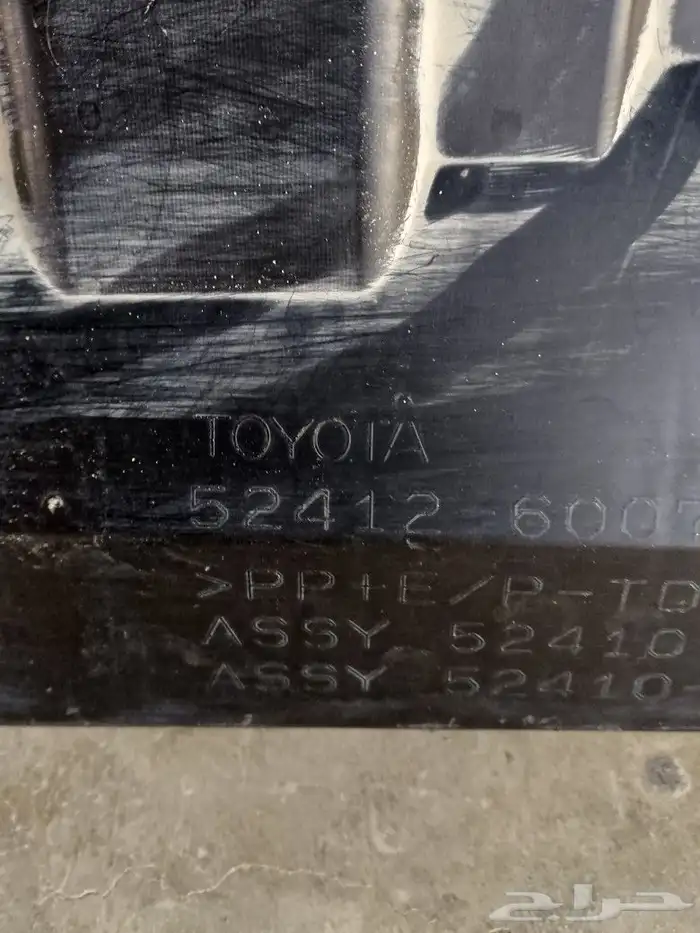 TOYOTA
52412 6007
>PP+E/P-TD
ASSY 52410
ASSY 52410-
حراج